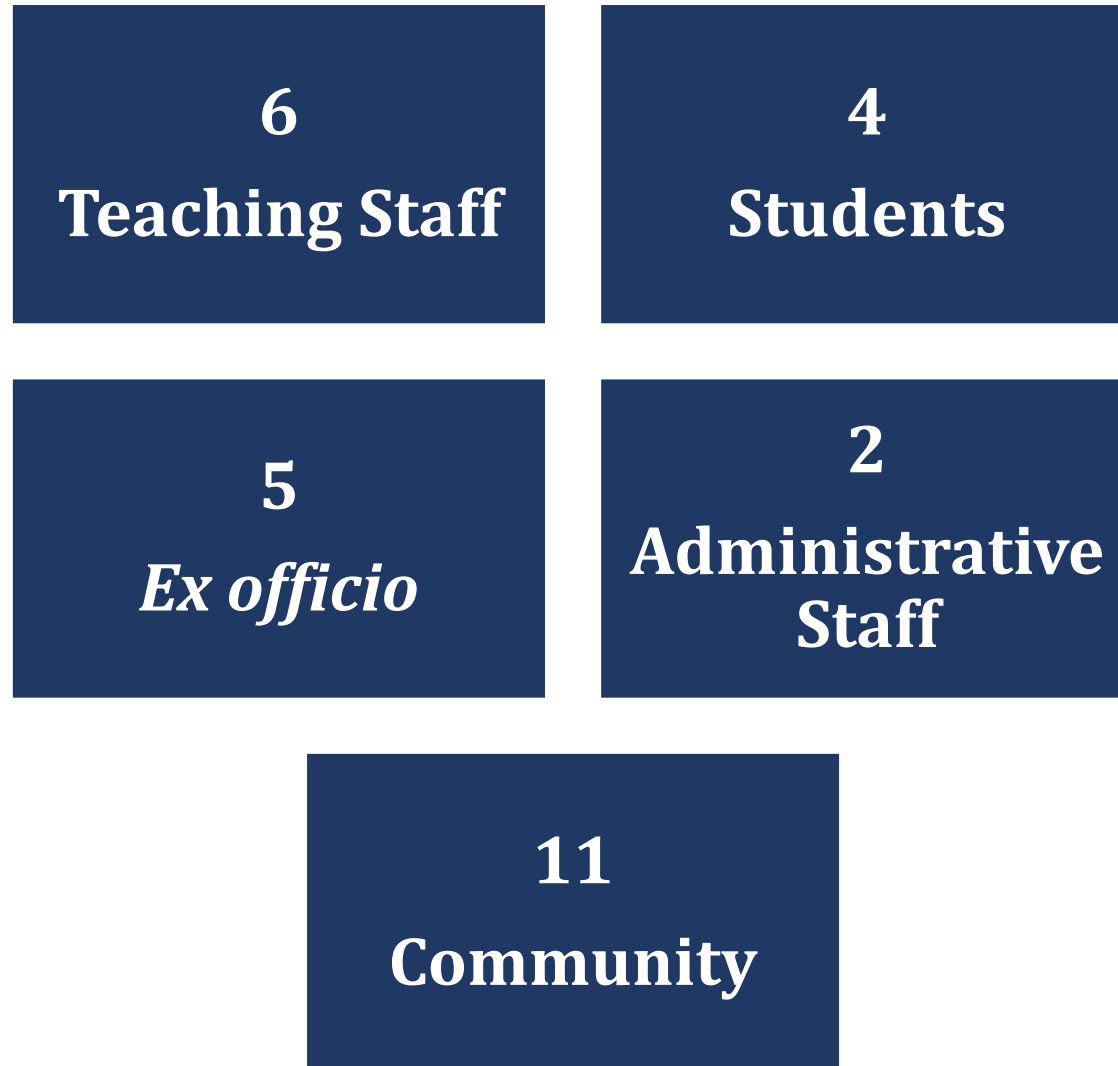 6
Teaching Staff
4
Students
5
Ex officio
2
Administrative
Staff
11
Community